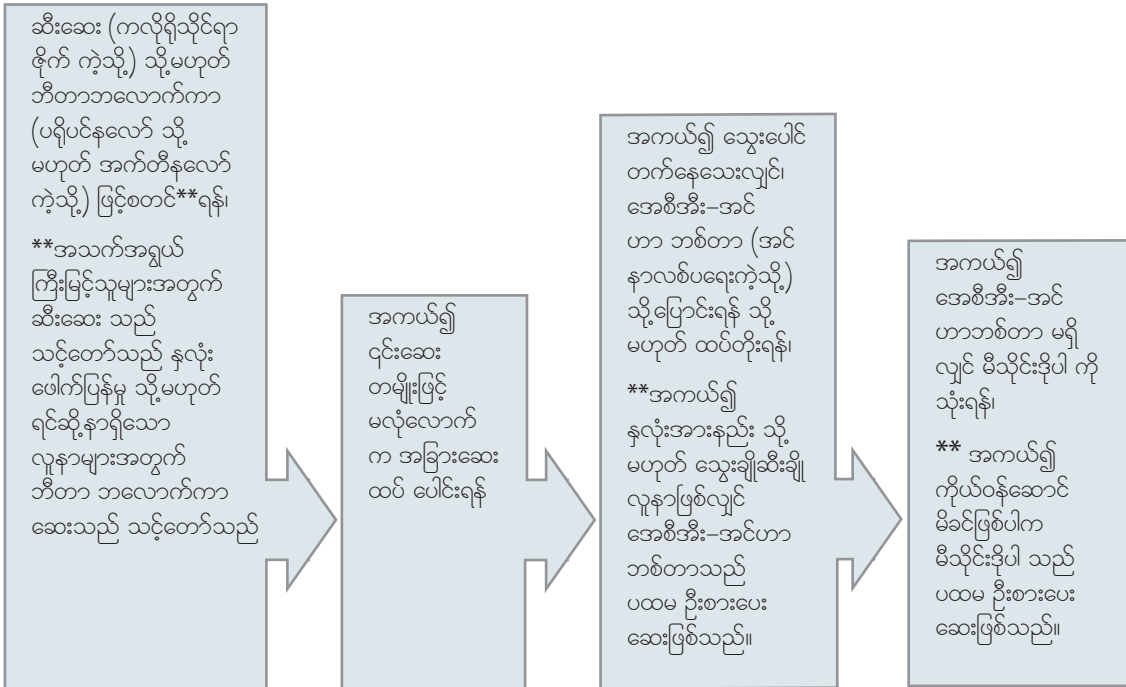 ဆီးဆေး (ကလိုရိုသိုင်ရာ
ဇိုက် ကဲ့သို့) သို့မဟုတ်
ဘီတာဘလောက်ကာ
(ပရိုပင်နလော် သို့
မဟုတ် အက်တီနလော်
ကဲ့သို့) ဖြင့်စတင်**ရန်၊
**အသက်အရွယ်
ကြီးမြင့်သူများအတွက်
ဆီးဆေး သည်
သင့်တော်သည် နှလုံး
ဖေါက်ပြန်မှု သို့မဟုတ်
ရင်ဆို့နာရှိသော
လူနာများအတွက်
ဘီတာ ဘလောက်ကာ
ဆေးသည် သင့်တော်သည်
အကယ်၍
၎င်းဆေး
တမျိုးဖြင့်
မလုံလောက်
က အခြားဆေး
ထပ် ပေါင်းရန်
အကယ်၍ သွေးပေါင်
တက်နေသေးလျှင်၊
အေစီအီး–အင်
ဟာ ဘစ်တာ (အင်
နာလစ်ပရေးကဲ့သို့)
သို့ပြောင်းရန် သို့
မဟုတ် ထပ်တိုးရန်၊
**အကယ်၍
နှလုံးအားနည်း သို့
မဟုတ် သွေးချိုဆီးချို
လူနာဖြစ်လျှင်
အေစီအီး–အင်ဟာ
ဘစ်တာသည်
ပထမ ဦးစားပေး
ဆေးဖြစ်သည်။
အကယ်၍
အေစီအီး–အင်
ဟာဘစ်တာ မရှိ
လျှင် မီသိုင်းဒိုပါ ကို
သုံးရန်၊
** အကယ်၍
ကိုယ်ဝန်ဆောင်
မိခင်ဖြစ်ပါက
မီသိုင်းဒိုပါ သည်
ပထမ ဦးစားပေး
ဆေးဖြစ်သည်။